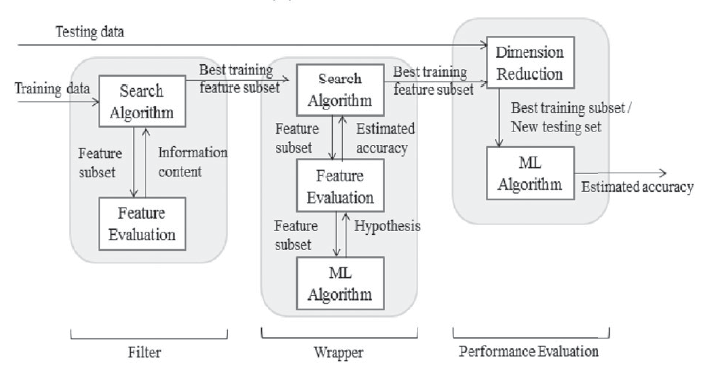 Testing data
Training data
Search
Algorithm
Feature
subset
Information
content
Feature
Evaluation
Best training
feature subset
Search
Algorithm
Feature
subset
Estimated
accuracy
Feature
Evaluation
Feature
subset
Hypothesis
ML
Algorithm
Best training
feature subset
Dimension
Reduction
Best training subset /
New testing set
ML
Algorithm
Estimated accuracy
Filter
Wrapper
Performance Evaluation